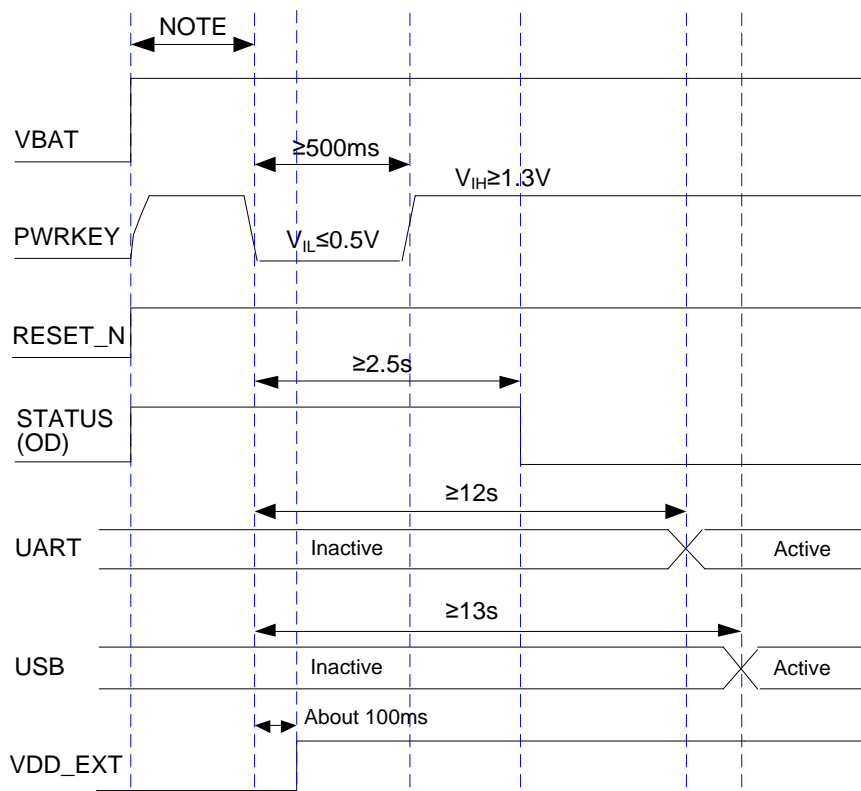 NOTE
VBAT
≥500ms
VIH≥1.3V
PWRKEY
VIL≤0.5V
RESET_N
≥2.5s
STATUS
(OD)
≥12s
UART
Inactive
Active
≥13s
USB
Inactive
Active
About 100ms
VDD_EXT